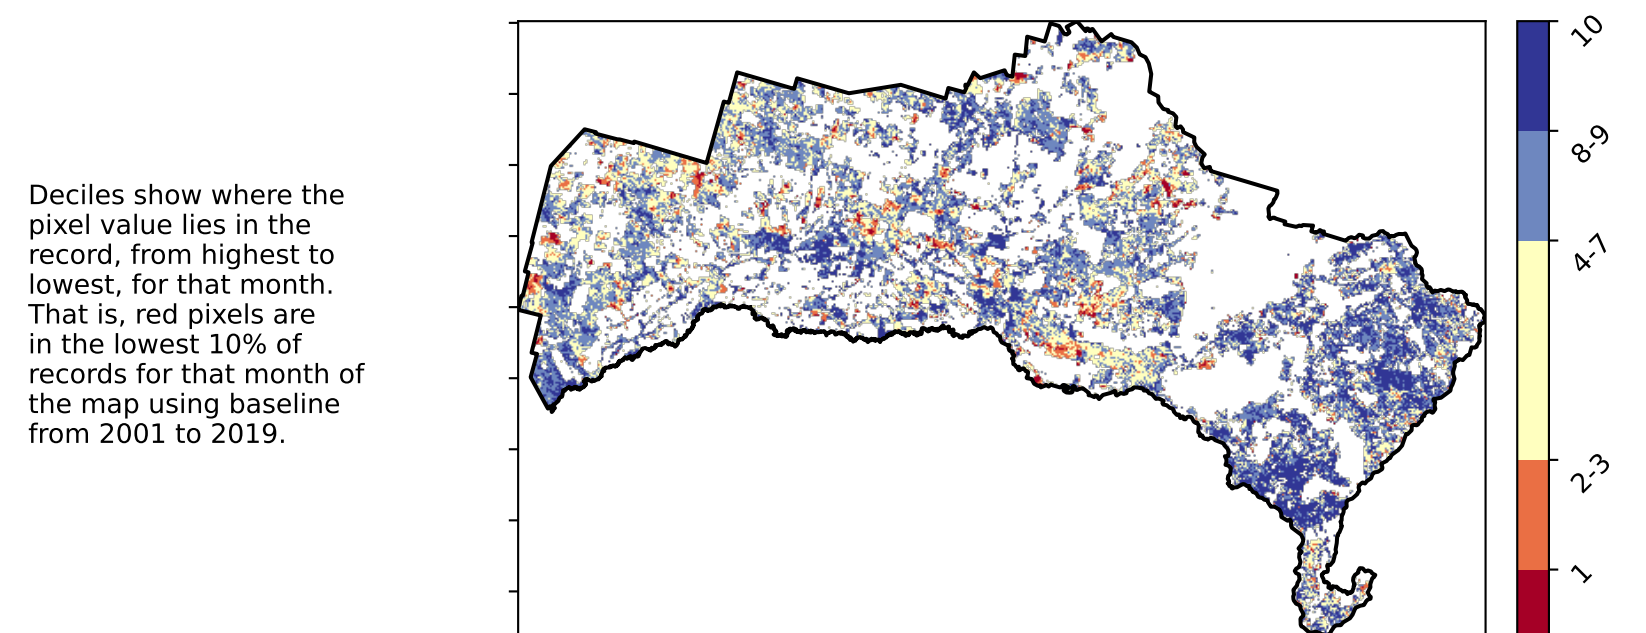 Deciles show where the
pixel value lies in the
record, from highest to
lowest, for that month.
That is, red pixels are
in the lowest 10% of
records for that month of
the map using baseline
from 2001 to 2019.
10
8-9
4-7
2-3
1